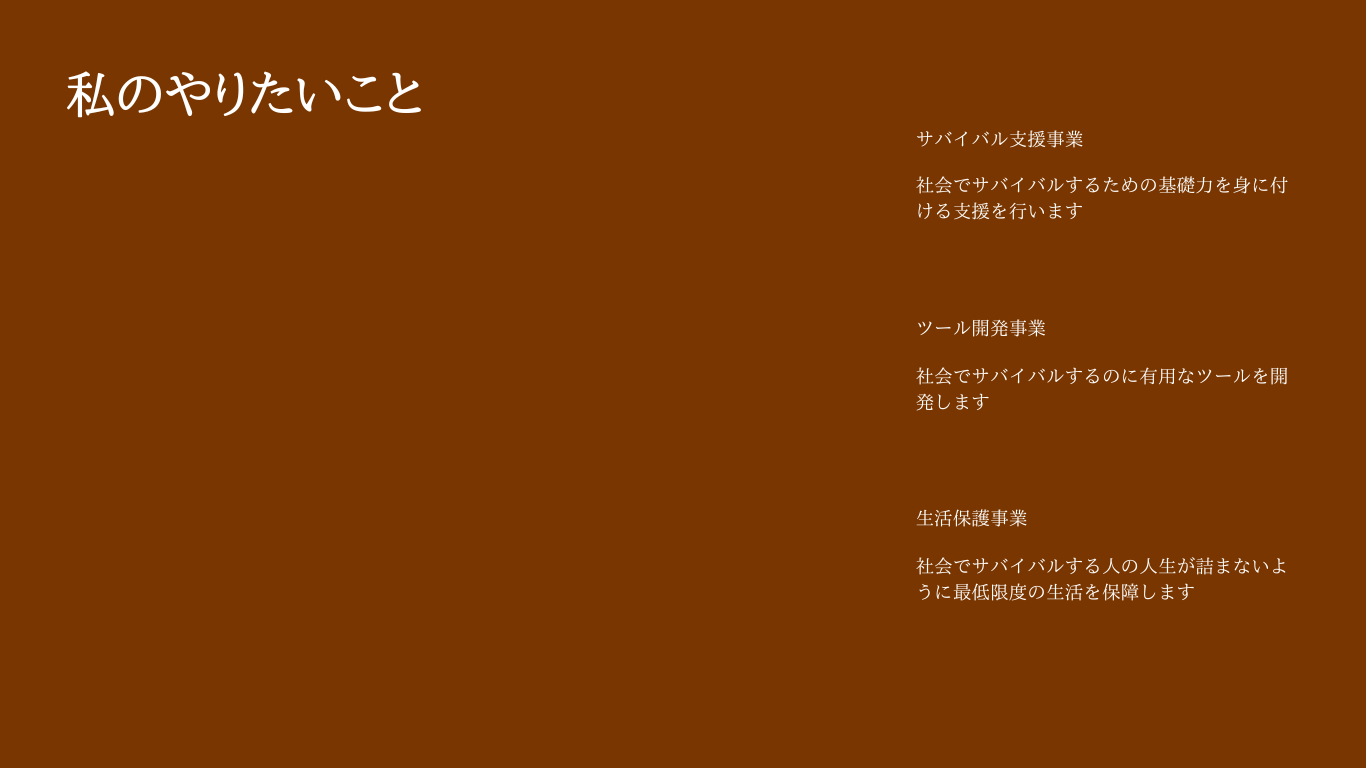 私のやりたいこと
サバイバル支援事業
社会でサバイバルするための基礎力を身に付
ける支援を行います
ツール開発事業
社会でサバイバルするのに有用なツールを開
発します
生活保護事業
社会でサバイバルする人の人生が詰まないよ
うに最低限度の生活を保障します